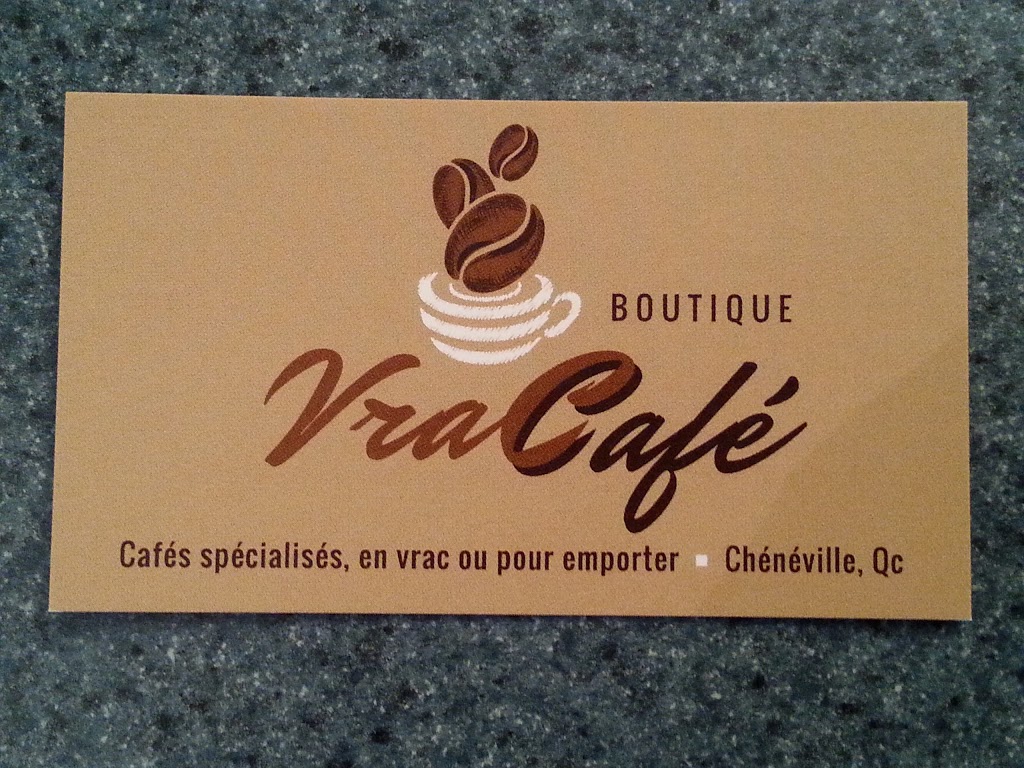 BOUTIQUE
VraCafé
Cafés spécialisés, en vrac ou pour emporter ▪ Chénéville, Qc